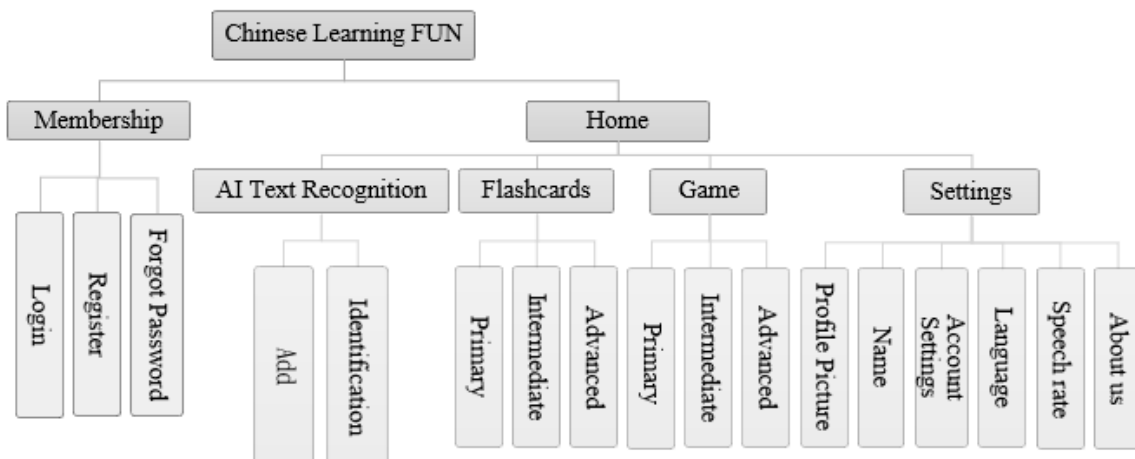 Chinese Learning FUN
Membership
Home
AI Text Recognition
Flashcards
Game
Settings
Login
Register
Forgot Password
Add
Identification
Primary
Intermediate
Advanced
Primary
Intermediate
Advanced
Profile Picture
Name
Account
Settings
Language
Speech rate
About us